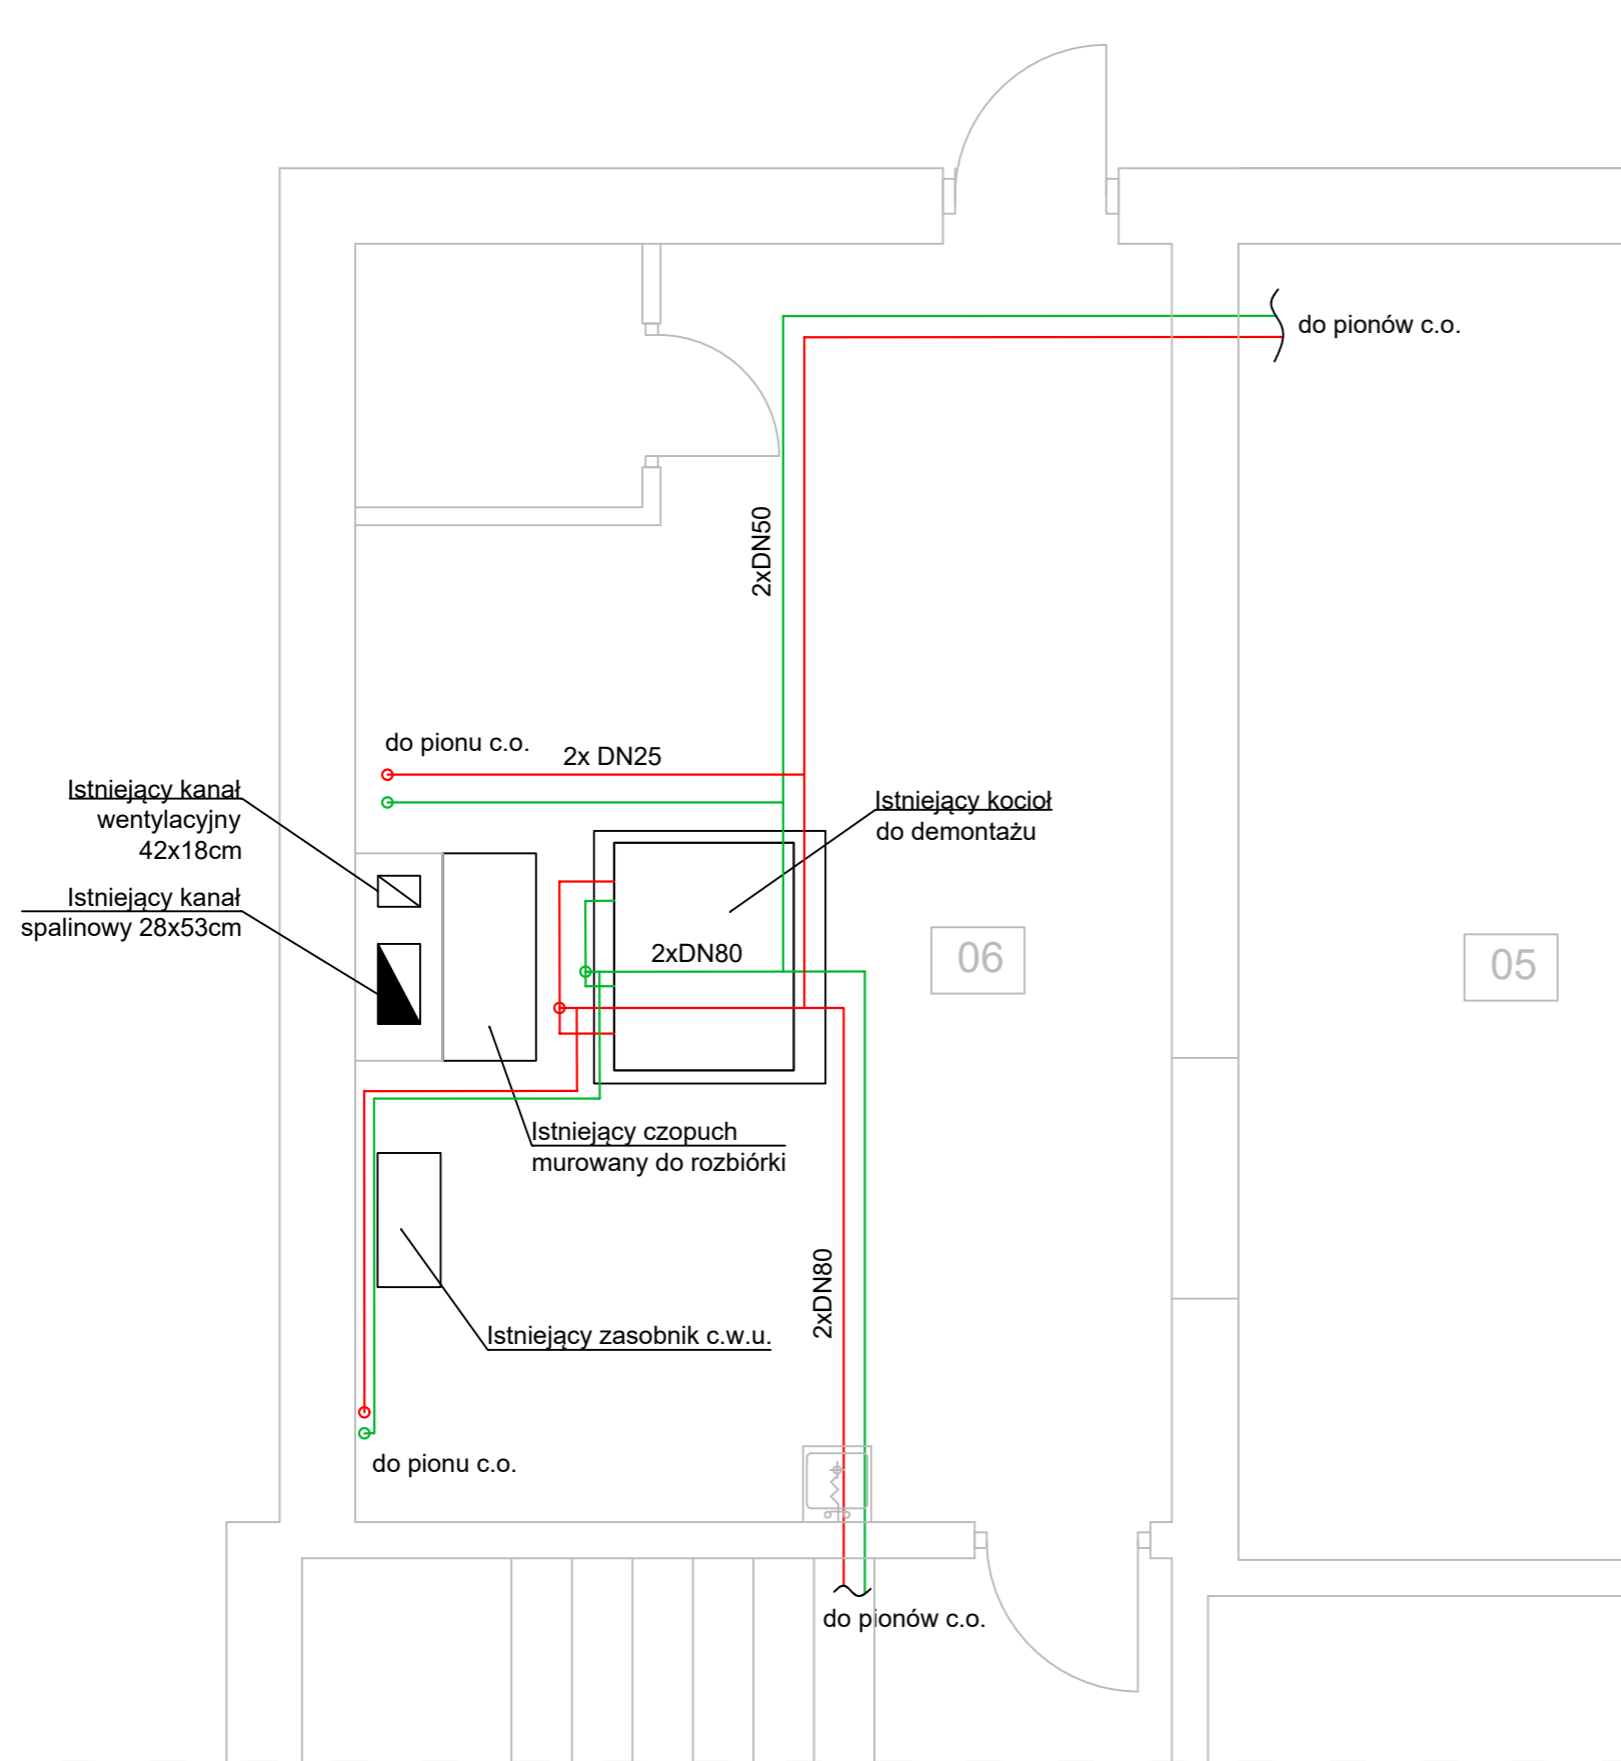 do pionów c.o.
2xDN50
do pionu c.o.
2x DN25
Istniejący kanał
wentylacyjny
42x18cm
Istniejący kocioł
do demontażu
Istniejący kanał
spalinowy 28x53cm
2xDN80
06
05
Istniejący czopuch
murowany do rozbiórki
2xDN80
Istniejący zasobnik c.w.u.
do pionu c.o.
do pionów c.o.